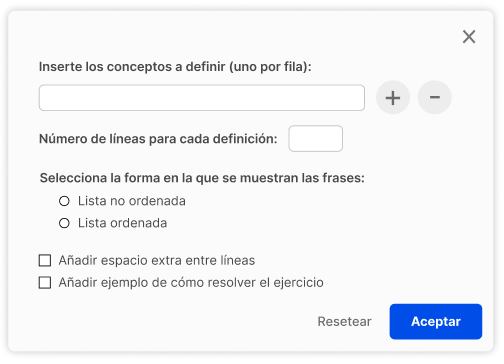 Inserte los conceptos a definir (uno por fila):
Número de líneas para cada definición:
Selecciona la forma en la que se muestran las frases:
Lista no ordenada
Lista ordenada
Añadir espacio extra entre líneas
Añadir ejemplo de cómo resolver el ejercicio
Resetear Aceptar